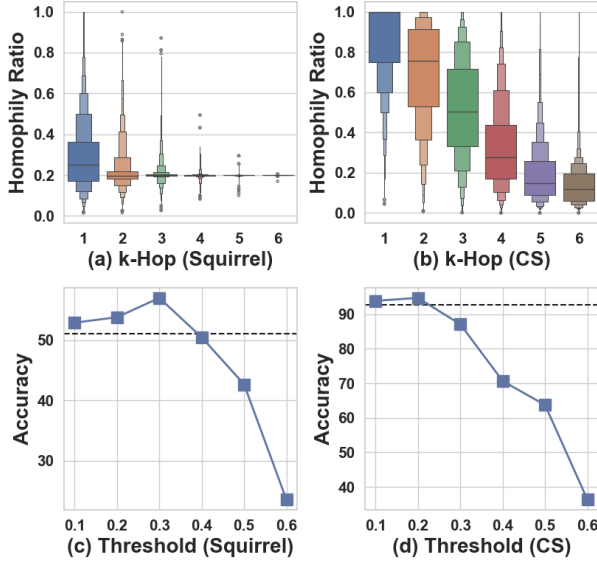 Homophily Ratio
1.0
0.8
0.6
0.4
0.2
0.0
1 2 3 4 5 6
(a) k-Hop (Squirrel)
Homophily Ratio
1.0
0.8
0.6
0.4
0.2
0.0
1 2 3 4 5 6
(b) k-Hop (CS)
Accuracy
50
40
30
0.1 0.2 0.3 0.4 0.5 0.6
(c) Threshold (Squirrel)
Accuracy
90
80
70
60
50
40
0.1 0.2 0.3 0.4 0.5 0.6
(d) Threshold (CS)